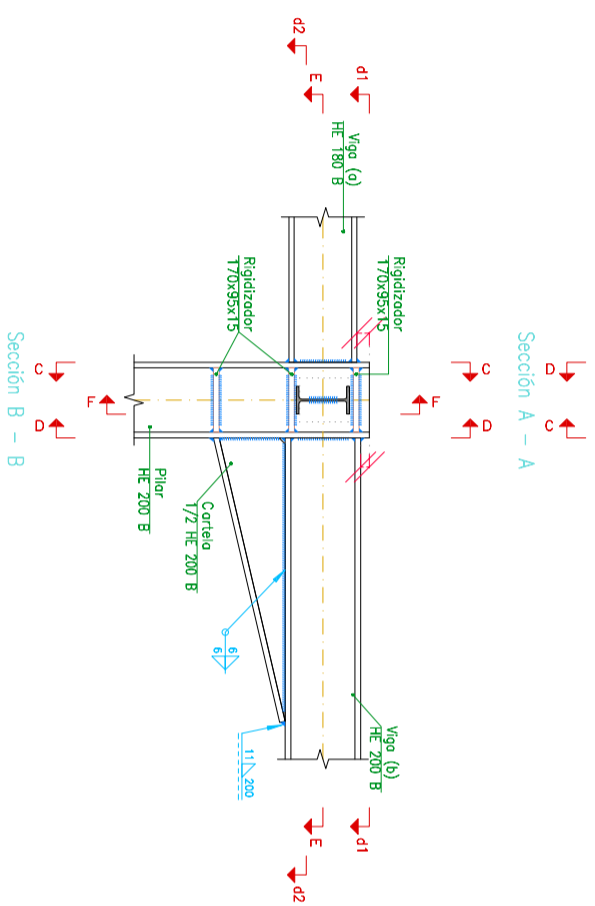 D
C
Sección A - A
C
D
F
d1
d1
Rigidizador
170x95x15
Viga (b)
HE 200 B
Viga (a)
HE 180 B
E
E
d2
d2
Rigidizador
170x95x15
11
200
6
6
Cartela
1/2 HE 200 B
Pilar
HE 200 B
F
C
D
Sección B - B